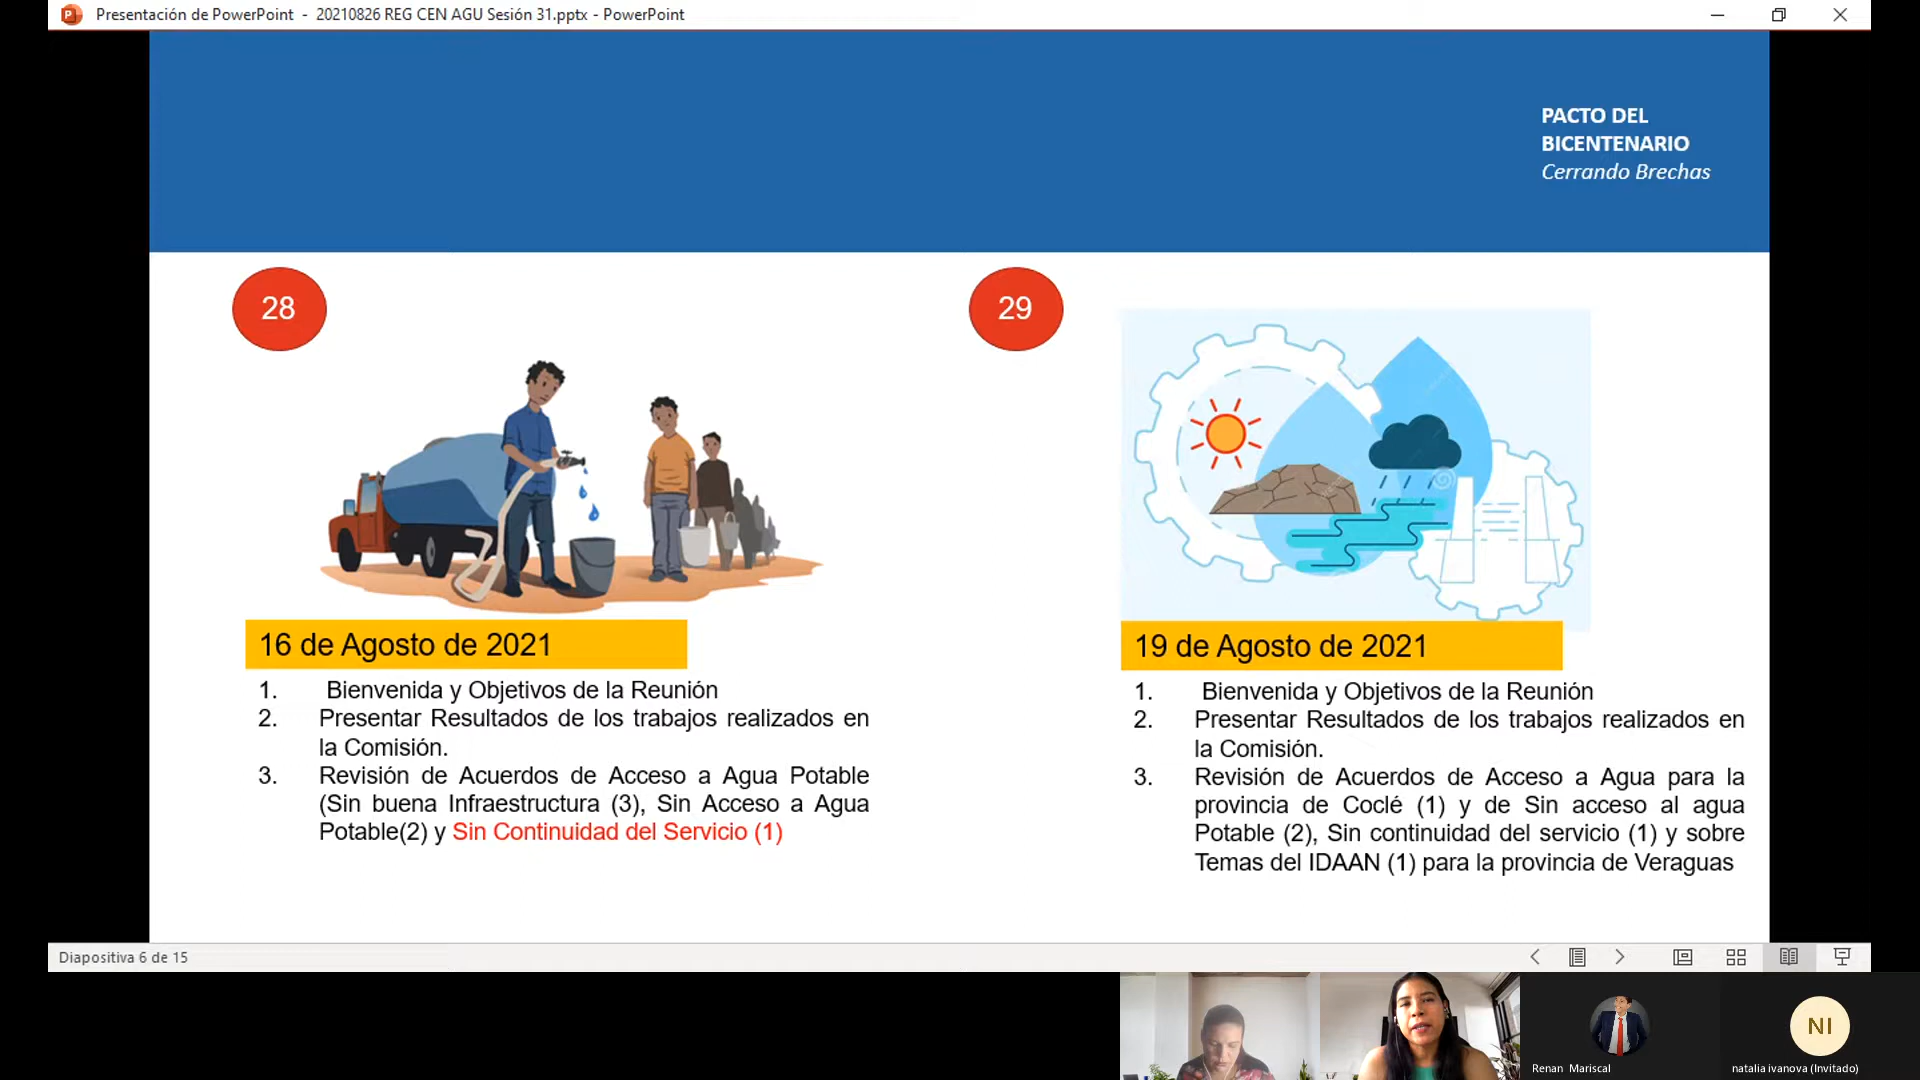 Presentación de PowerPoint - 20210826 REG CEN AGU Sesión 31.pptx - PowerPoint
PACTO DEL
BICENTENARIO
Cerrando Brechas
28
16 de Agosto de 2021
1. Bienvenida y Objetivos de la Reunión
2. Presentar Resultados de los trabajos realizados en
la Comisión.
3. Revisión de Acuerdos de Acceso a Agua Potable
(Sin buena Infraestructura (3), Sin Acceso a Agua
Potable(2) y Sin Continuidad del Servicio (1)
29
19 de Agosto de 2021
1. Bienvenida y Objetivos de la Reunión
2. Presentar Resultados de los trabajos realizados en
la Comisión.
3. Revisión de Acuerdos de Acceso a Agua para la
provincia de Coclé (1) y de Sin acceso al agua
Potable (2), Sin continuidad del servicio (1) y sobre
Temas del IDAAN (1) para la provincia de Veraguas
Diapositiva 6 de 15
NI
Renan Mariscal
natalia ivanova (Invitado)